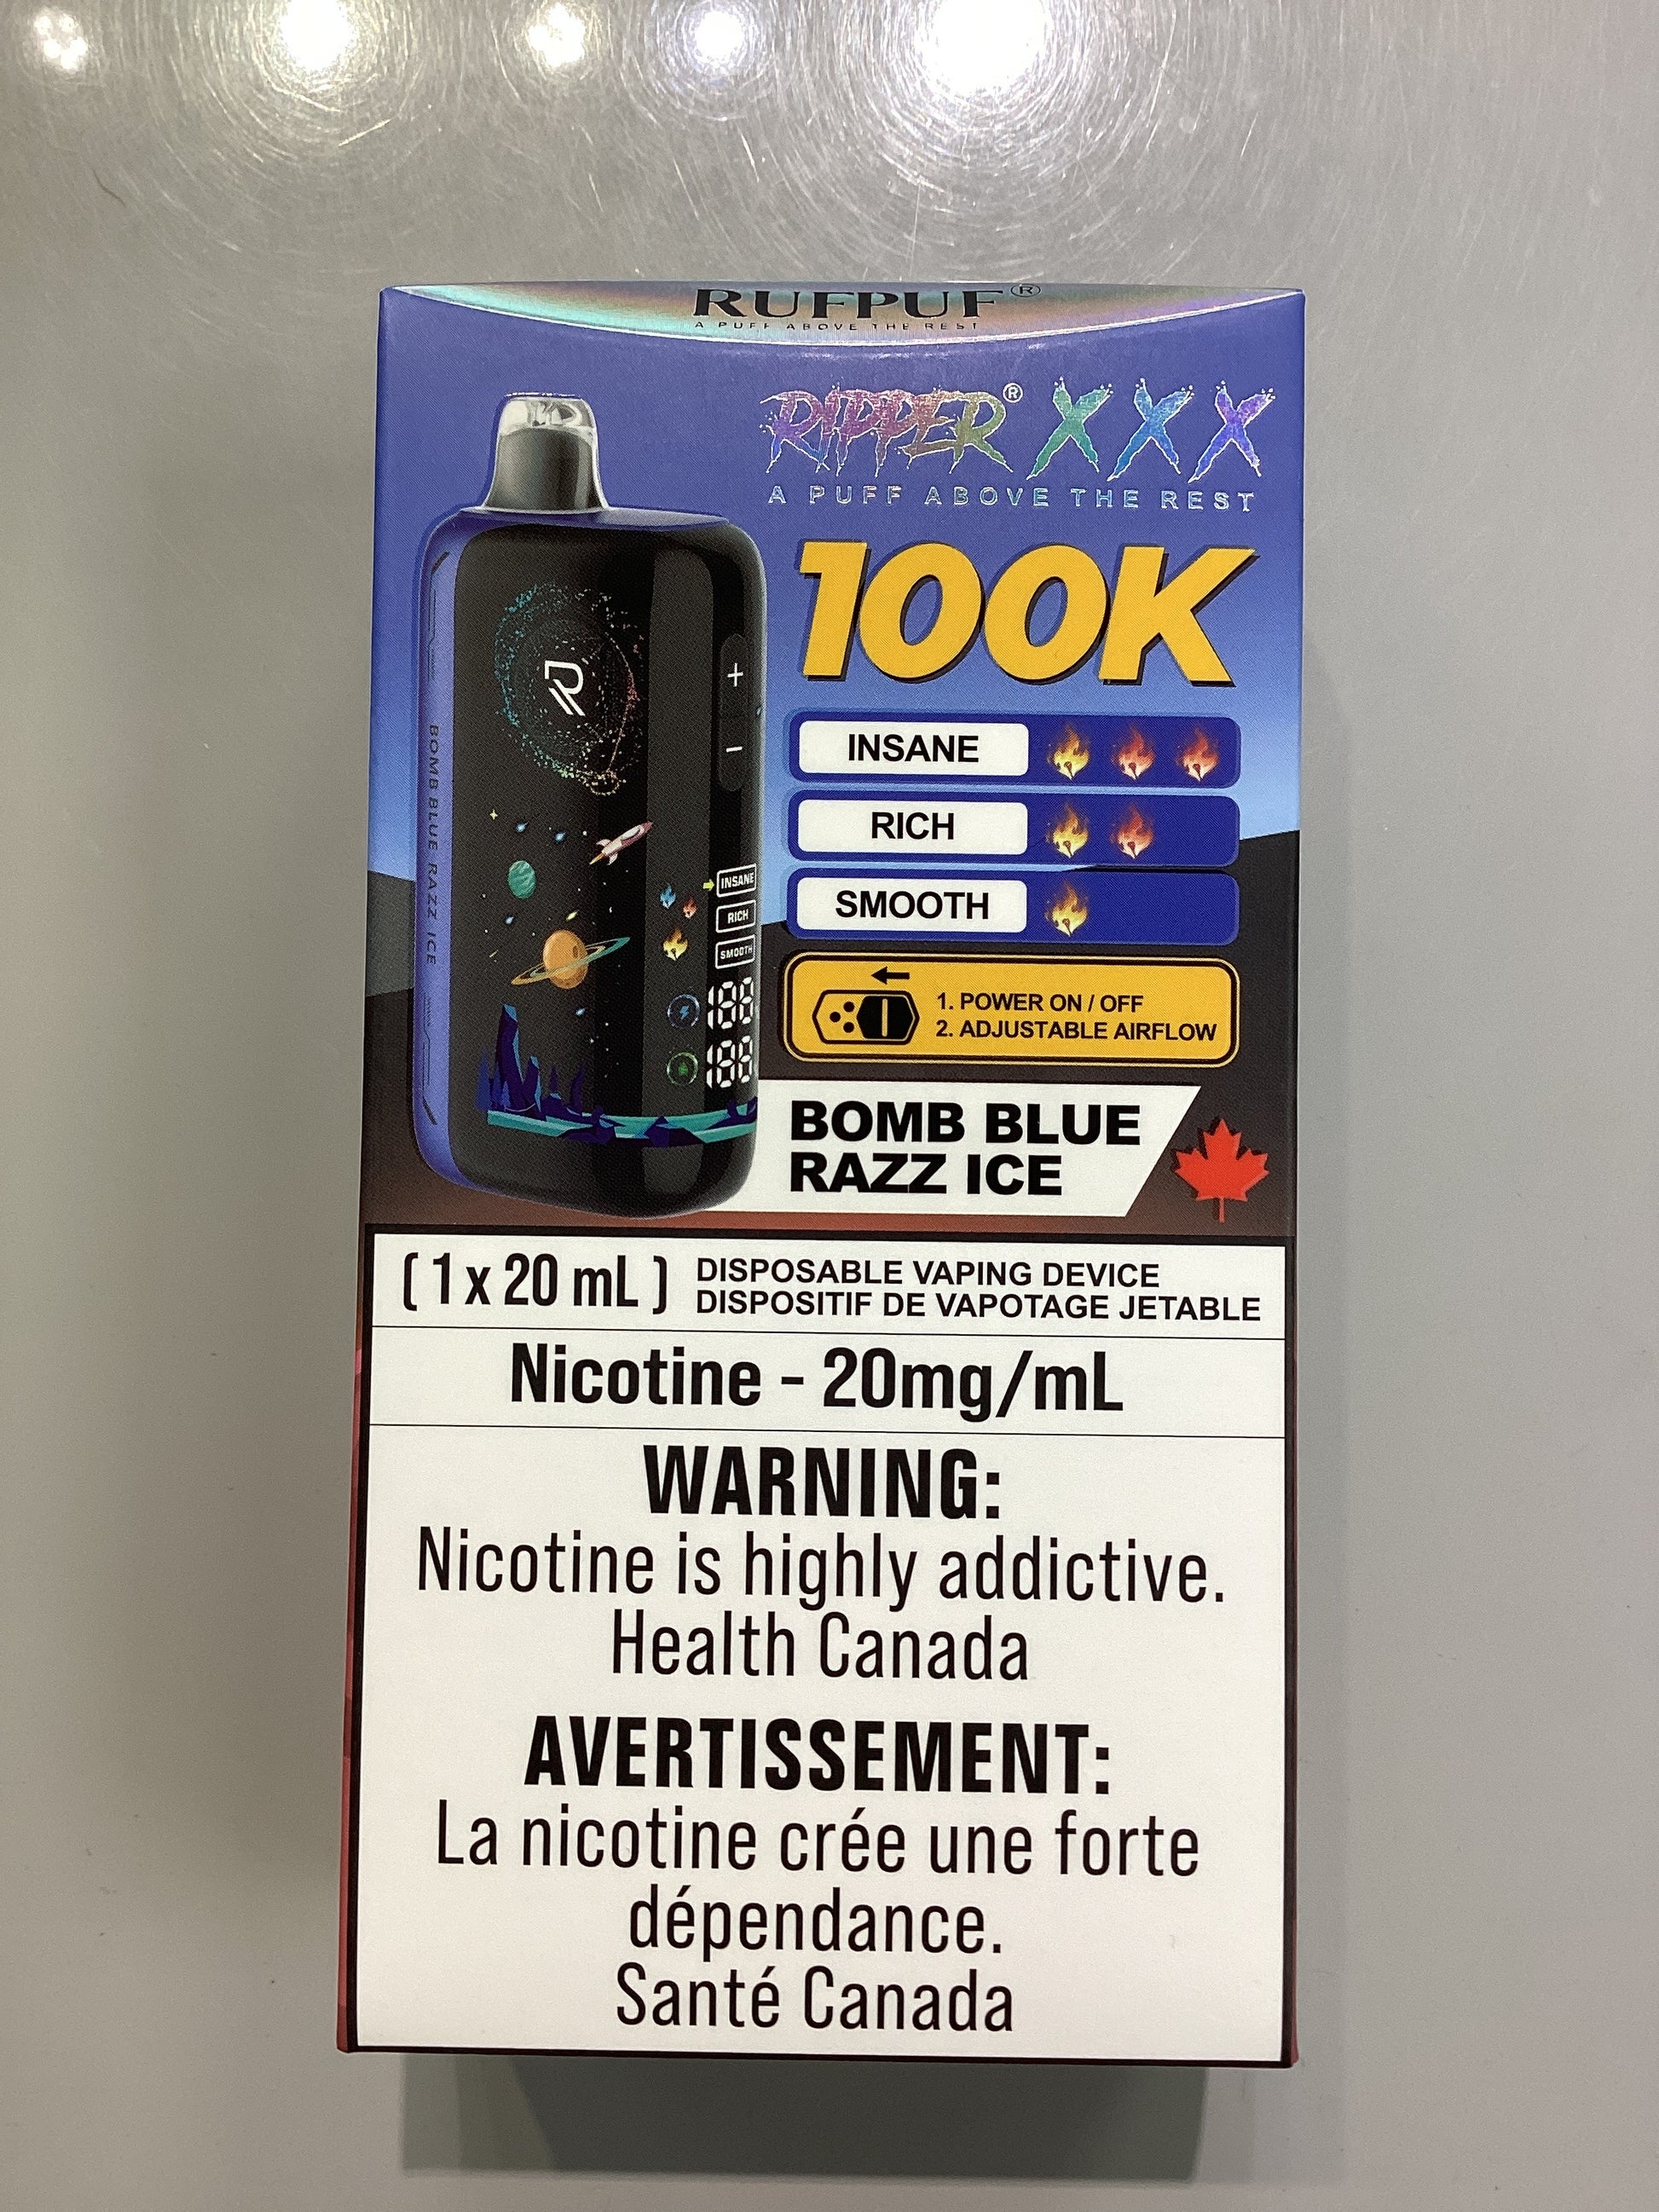 RUFPUF®
A PUFF ABOVE THE REST
RIPPER® XXX
A PUFF ABOVE THE REST
100K
+
-
INSANE
RICH
SMOOTH
INSANE
RICH
SMOOTH
188
188
BOMB BLUE RAZZ ICE
1. POWER ON / OFF
2. ADJUSTABLE AIRFLOW
BOMB BLUE
RAZZ ICE
( 1 x 20 mL )
DISPOSABLE VAPING DEVICE
DISPOSITIF DE VAPOTAGE JETABLE
Nicotine - 20mg/mL
WARNING:
Nicotine is highly addictive.
Health Canada
AVERTISSEMENT:
La nicotine crée une forte
dépendance.
Santé Canada